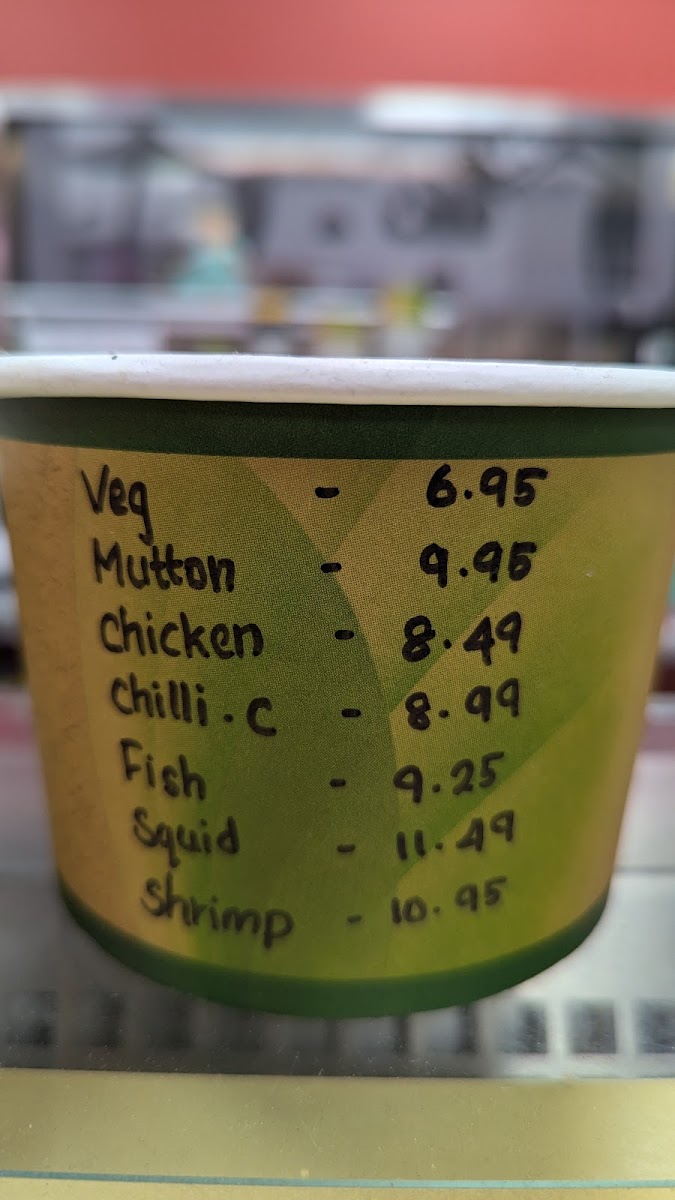 Veg - 6.95
Mutton - 9.95
Chicken - 8.49
Chilli.C - 8.99
Fish - 9.25
Squid - 11.49
Shrimp - 10.95